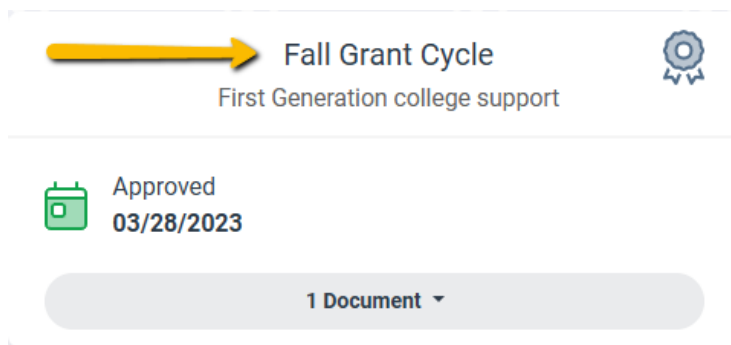 Fall Grant Cycle
First Generation college support
Approved
03/28/2023
1 Document